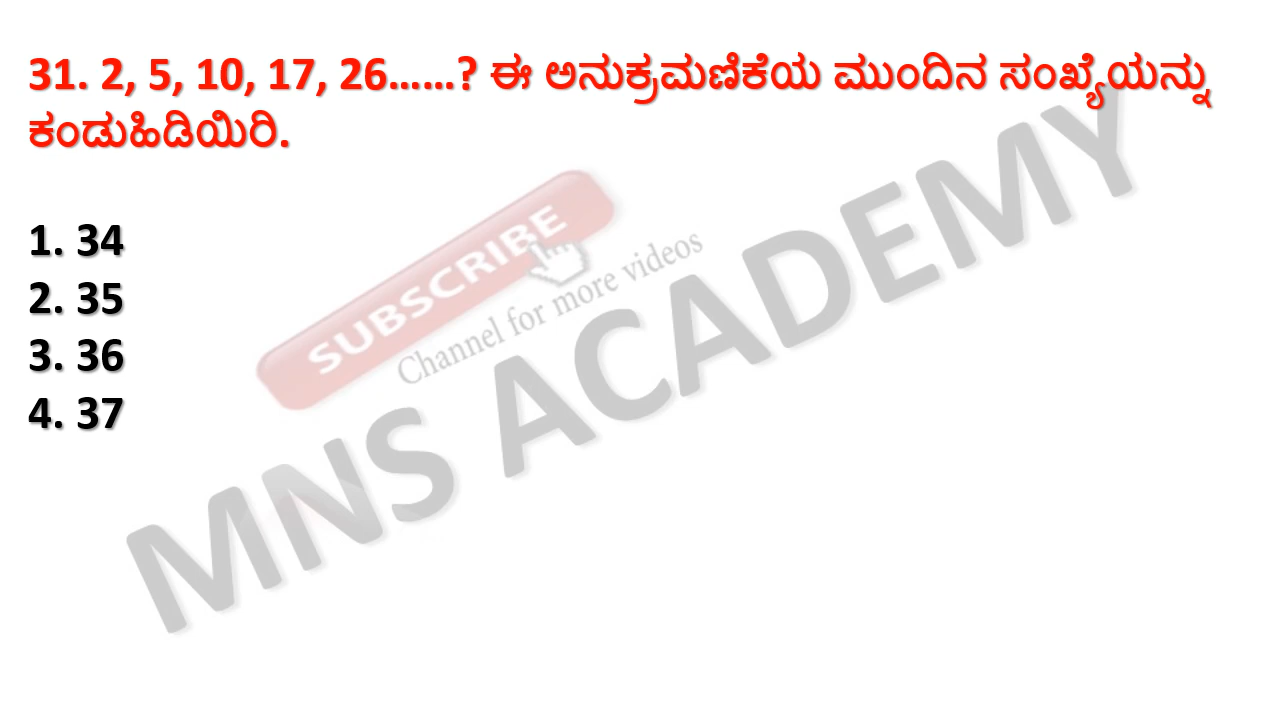 31. 2, 5, 10, 17, 26……? ಈ ಅನುಕ್ರಮಣಿಕೆಯ ಮುಂದಿನ ಸಂಖ್ಯೆಯನ್ನು
ಕಂಡುಹಿಡಿಯಿರಿ.
1. 34
2. 35
3. 36
4. 37
SUBSCRIBE
Channel for more videos
MNS ACADEMY